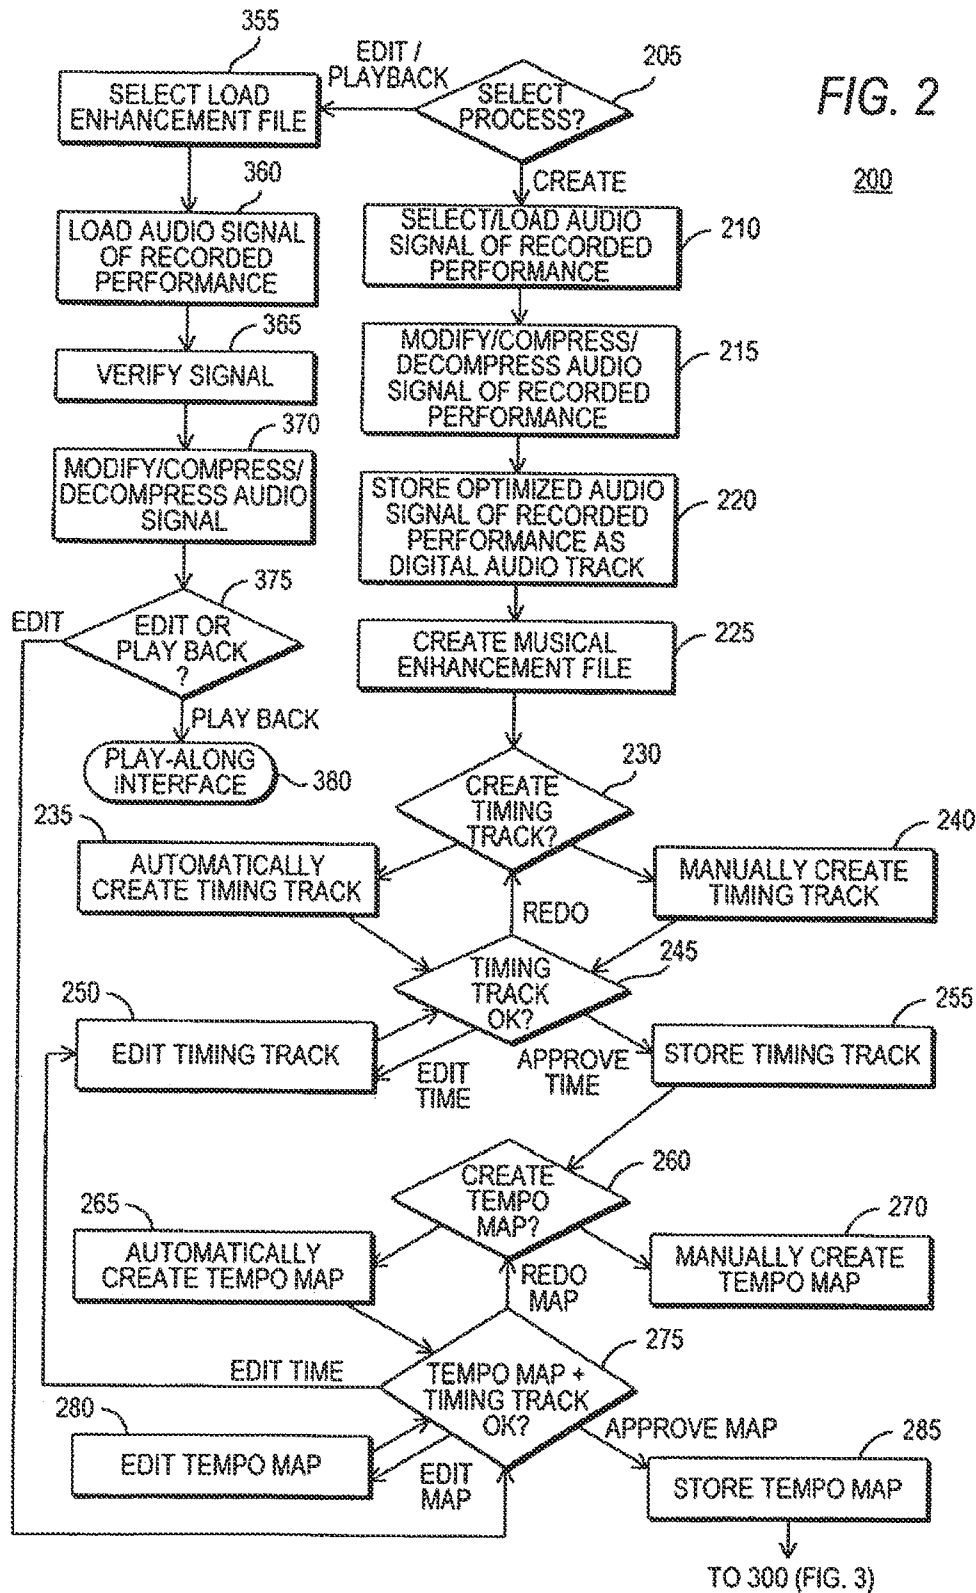 FIG. 2
200
355
SELECT LOAD
ENHANCEMENT FILE
EDIT /
PLAYBACK
205
SELECT
PROCESS?
CREATE
360
LOAD AUDIO SIGNAL
OF RECORDED
PERFORMANCE
365
VERIFY SIGNAL
370
MODIFY/COMPRESS/
DECOMPRESS AUDIO
SIGNAL
375
EDIT
EDIT OR
PLAY BACK
?
PLAY BACK
PLAY-ALONG
INTERFACE
380
SELECT/LOAD AUDIO
SIGNAL OF RECORDED
PERFORMANCE
210
MODIFY/COMPRESS/
DECOMPRESS AUDIO
SIGNAL OF RECORDED
PERFORMANCE
215
STORE OPTIMIZED AUDIO
SIGNAL OF RECORDED
PERFORMANCE AS
DIGITAL AUDIO TRACK
220
CREATE MUSICAL
ENHANCEMENT FILE
225
230
CREATE
TIMING
TRACK?
235
AUTOMATICALLY
CREATE TIMING TRACK
240
MANUALLY CREATE
TIMING TRACK
REDO
245
TIMING
TRACK
OK?
250
EDIT TIMING TRACK
EDIT
TIME
APPROVE
TIME
255
STORE TIMING TRACK
260
CREATE
TEMPO
MAP?
265
AUTOMATICALLY
CREATE TEMPO MAP
270
MANUALLY CREATE
TEMPO MAP
REDO
MAP
275
EDIT TIME
TEMPO MAP +
TIMING TRACK
OK?
280
EDIT TEMPO MAP
EDIT
MAP
APPROVE MAP
285
STORE TEMPO MAP
TO 300 (FIG. 3)